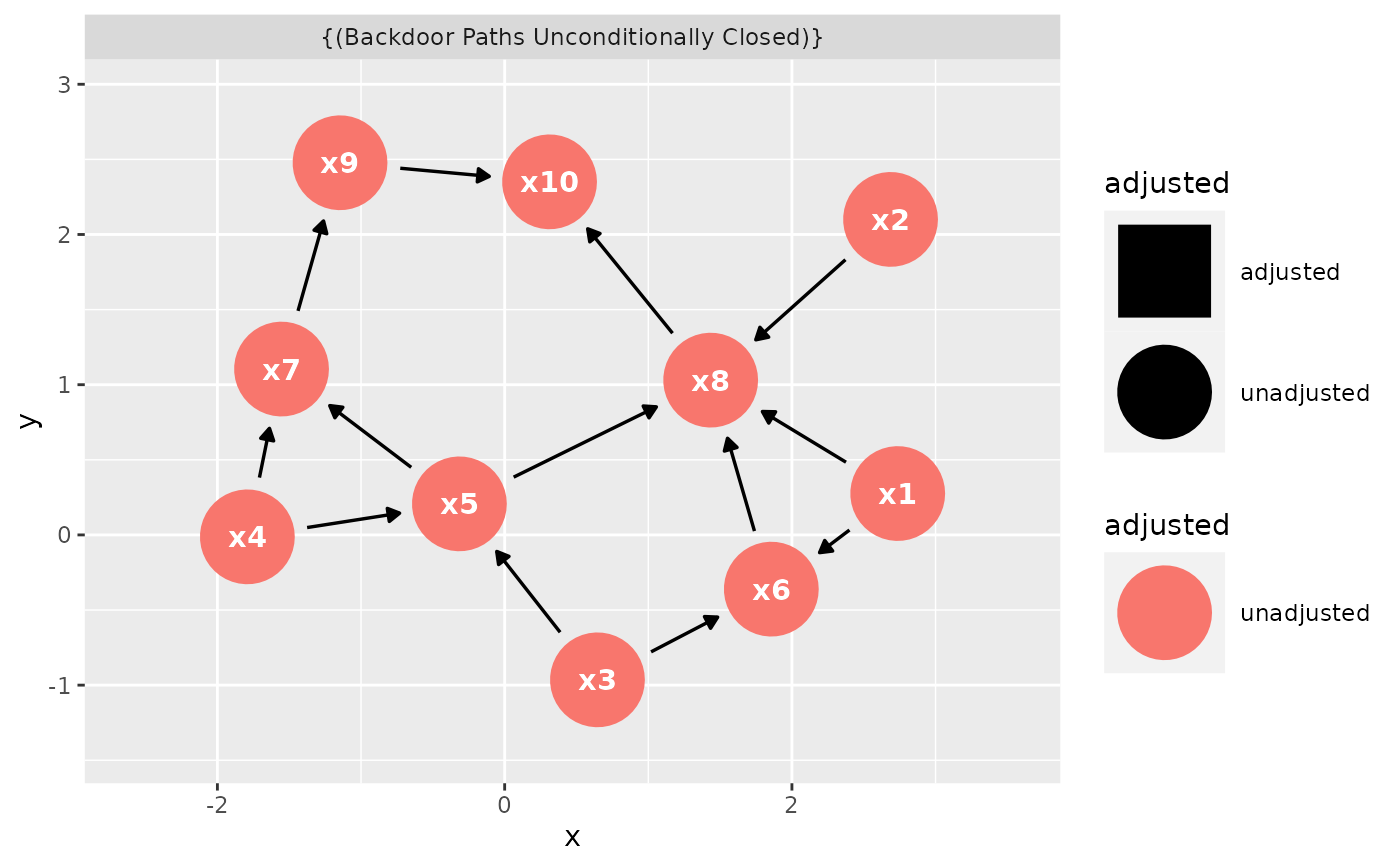 {(Backdoor Paths Unconditionally Closed)}
3
2
1
0
-1
y
x9
x10
x2
x7
x8
x5
x1
x4
x6
x3
-2
0
2
x
adjusted
adjusted
unadjusted
adjusted
unadjusted